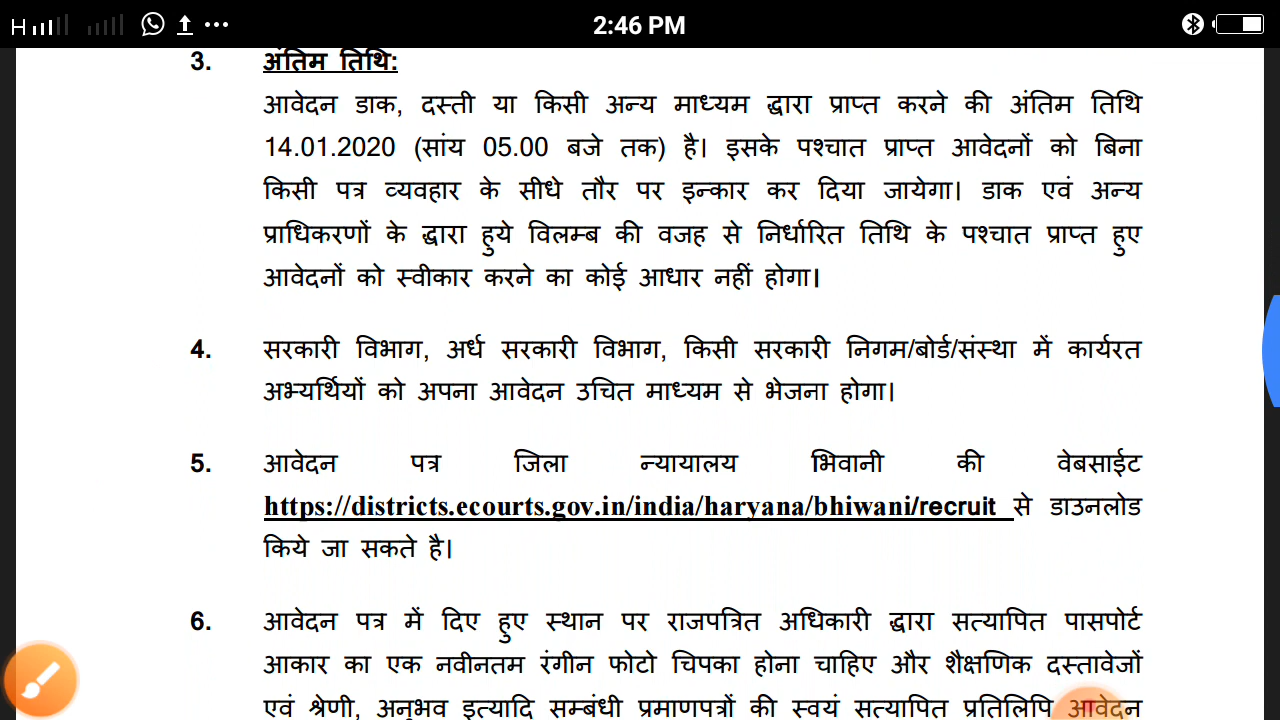 H
2:46 PM
3. अंतिम तिथि:
आवेदन डाक, दस्ती या किसी अन्य माध्यम द्वारा प्राप्त करने की अंतिम तिथि
14.01.2020 (सांय 05.00 बजे तक) है। इसके पश्चात प्राप्त आवेदनों को बिना
किसी पत्र व्यवहार के सीधे तौर पर इन्कार कर दिया जायेगा। डाक एवं अन्य
प्राधिकरणों के द्वारा हुये विलम्ब की वजह से निर्धारित तिथि के पश्चात प्राप्त हुए
आवेदनों को स्वीकार करने का कोई आधार नहीं होगा।
4. सरकारी विभाग, अर्ध सरकारी विभाग, किसी सरकारी निगम/बोर्ड/संस्था में कार्यरत
अभ्यर्थियों को अपना आवेदन उचित माध्यम से भेजना होगा।
5. आवेदन पत्र जिला न्यायालय भिवानी की वेबसाईट
https://districts.ecourts.gov.in/india/haryana/bhiwani/recruit से डाउनलोड
किये जा सकते है।
6. आवेदन पत्र में दिए हुए स्थान पर राजपत्रित अधिकारी द्वारा सत्यापित पासपोर्ट
आकार का एक नवीनतम रंगीन फोटो चिपका होना चाहिए और शैक्षणिक दस्तावेजों
एवं श्रेणी, अनुभव इत्यादि सम्बंधी प्रमाणपत्रों की स्वयं सत्यापित प्रतिलिपि आवेदन